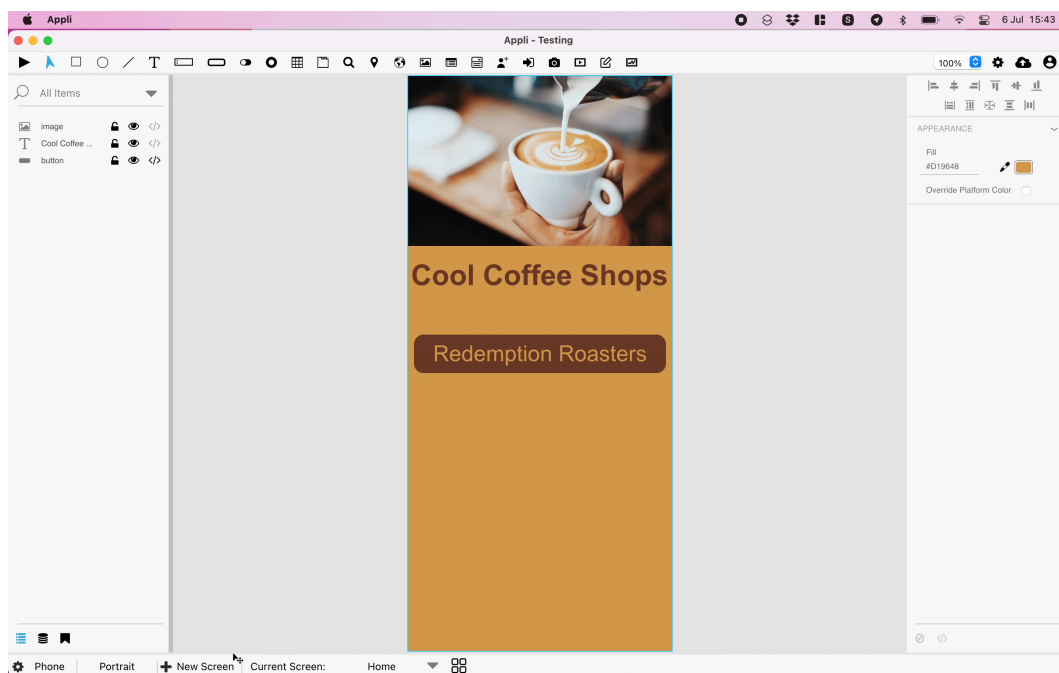 Appli
6 Jul 15:43
Appli - Testing
T
100%
All Items
image
T Cool Coffee ...
button
</>
</>
</>
APPEARANCE
Fill
#D19648
Override Platform Color
Cool Coffee Shops
Redemption Roasters
</>
Phone
Portrait
New Screen
Current Screen:
Home